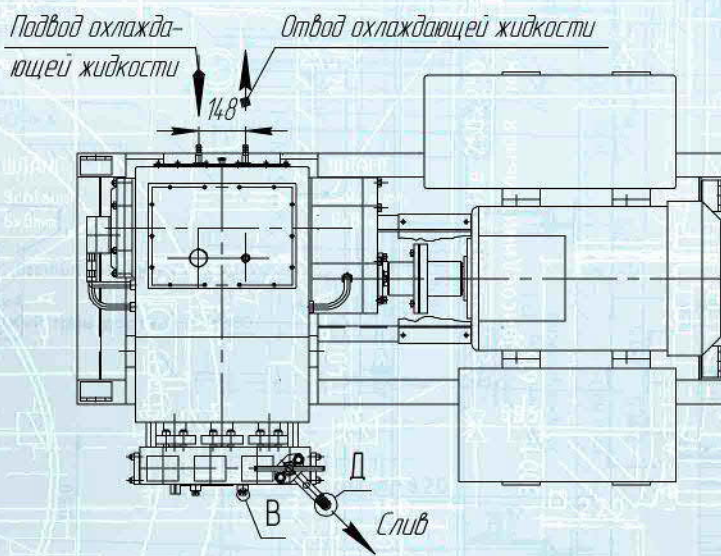 Подвод охлажда-
ющей жидкости
Отвод охлаждающей жидкости
148
Д
В
Слив